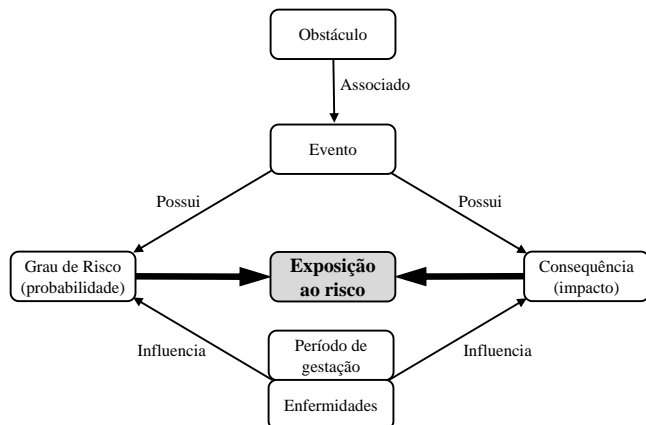 Obstáculo
Associado
Evento
Possui
Possui
Grau de Risco
(probabilidade)
Exposição
ao risco
Consequência
(impacto)
Influencia
Período de
gestação
Influencia
Enfermidades